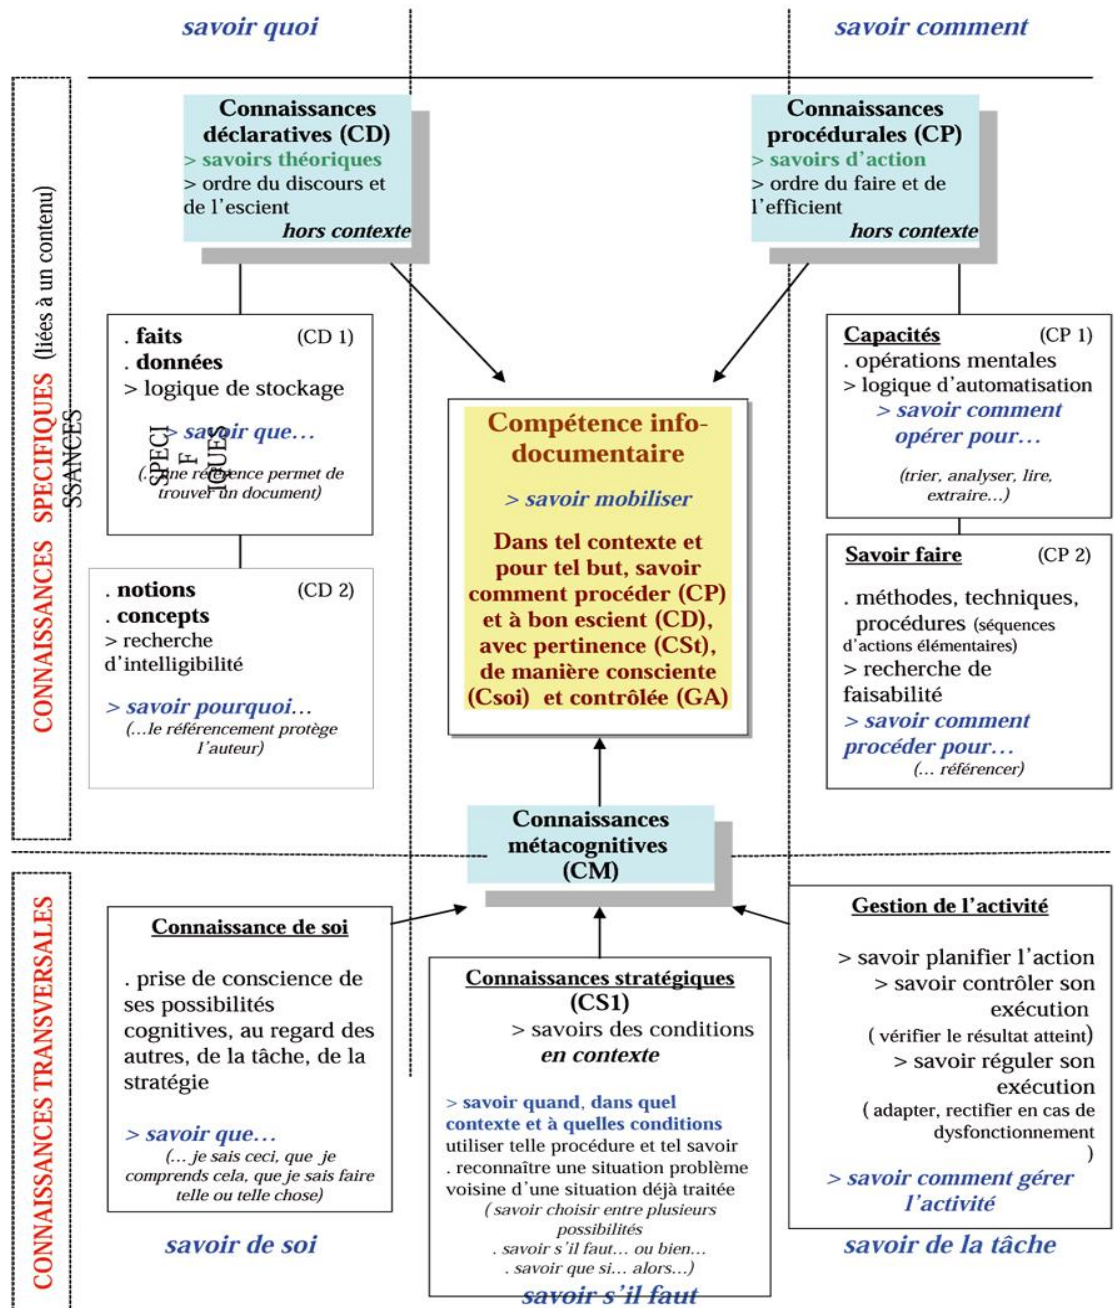 savoir quoi
savoir comment
CONNAISSANCES SPECIFIQUES (liées à un contenu)
SSANCES
Connaissances
déclaratives (CD)
> savoirs théoriques
> ordre du discours et
de l'escient
hors contexte
Connaissances
procédurales (CP)
> savoirs d'action
> ordre du faire et de
l'efficient
hors contexte
. faits (CD 1)
. données
> logique de stockage
> savoir que…
SPECI
F
IQUES
(…une référence permet de
trouver un document)
. notions (CD 2)
. concepts
> recherche
d'intelligibilité
> savoir pourquoi…
(…le référencement protège
l'auteur)
Compétence info-
documentaire
> savoir mobiliser
Dans tel contexte et
pour tel but, savoir
comment procéder (CP)
et à bon escient (CD),
avec pertinence (CSt),
de manière consciente
(Csoi) et contrôlée (GA)
Capacités (CP 1)
. opérations mentales
> logique d'automatisation
> savoir comment
opérer pour…
(trier, analyser, lire,
extraire…)
Savoir faire (CP 2)
. méthodes, techniques,
procédures (séquences
d'actions élémentaires)
> recherche de
faisabilité
> savoir comment
procéder pour…
(… référencer)
Connaissances
métacognitives
(CM)
CONNAISSANCES TRANSVERSALES
Connaissance de soi
. prise de conscience de
ses possibilités
cognitives, au regard des
autres, de la tâche, de la
stratégie
> savoir que…
(… je sais ceci, que je
comprends cela, que je sais faire
telle ou telle chose)
savoir de soi
Connaissances stratégiques
(CS1)
> savoirs des conditions
en contexte
> savoir quand, dans quel
contexte et à quelles conditions
utiliser telle procédure et tel savoir
. reconnaître une situation problème
voisine d'une situation déjà traitée
( savoir choisir entre plusieurs
possibilités
. savoir s'il faut… ou bien…
. savoir que si… alors…)
savoir s'il faut
Gestion de l'activité
> savoir planifier l'action
> savoir contrôler son
exécution
( vérifier le résultat atteint)
> savoir réguler son
exécution
( adapter, rectifier en cas de
dysfonctionnement
)
> savoir comment gérer
l'activité
savoir de la tâche